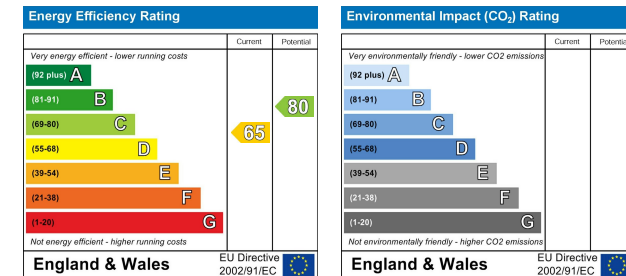 Energy Efficiency Rating
Current Potential
Very energy efficient - lower running costs
(92 plus) A
(81-91) B
80
(69-80) C
65
(55-68) D
(39-54) E
(21-38) F
(1-20) G
Not energy efficient - higher running costs
England & Wales
EU Directive
2002/91/EC
Environmental Impact (CO₂) Rating
Current Potential
Very environmentally friendly - lower CO2 emissions
(92 plus) A
(81-91) B
(69-80) C
(55-68) D
(39-54) E
(21-38) F
(1-20) G
Not environmentally friendly - higher CO2 emissions
England & Wales
EU Directive
2002/91/EC